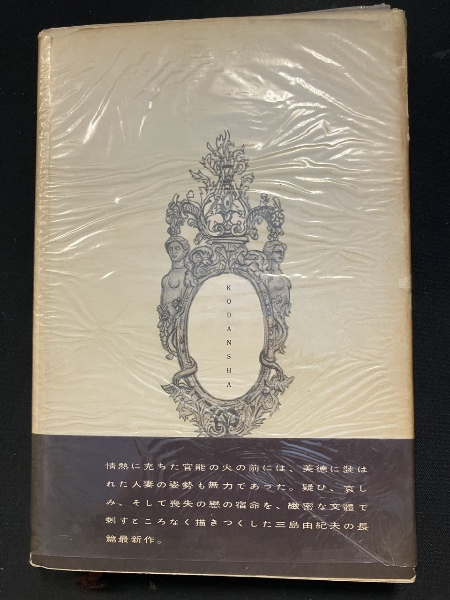 KODANSHA
情熱に充ちた官能の火の前には、美徳に装は
れた人妻の姿勢も無力であった。疑ひ、哀し
み、そして喪失の戀の宿命を、緻密な文體で
剰すところなく描きつくした三島由紀夫の長
篇最新作。